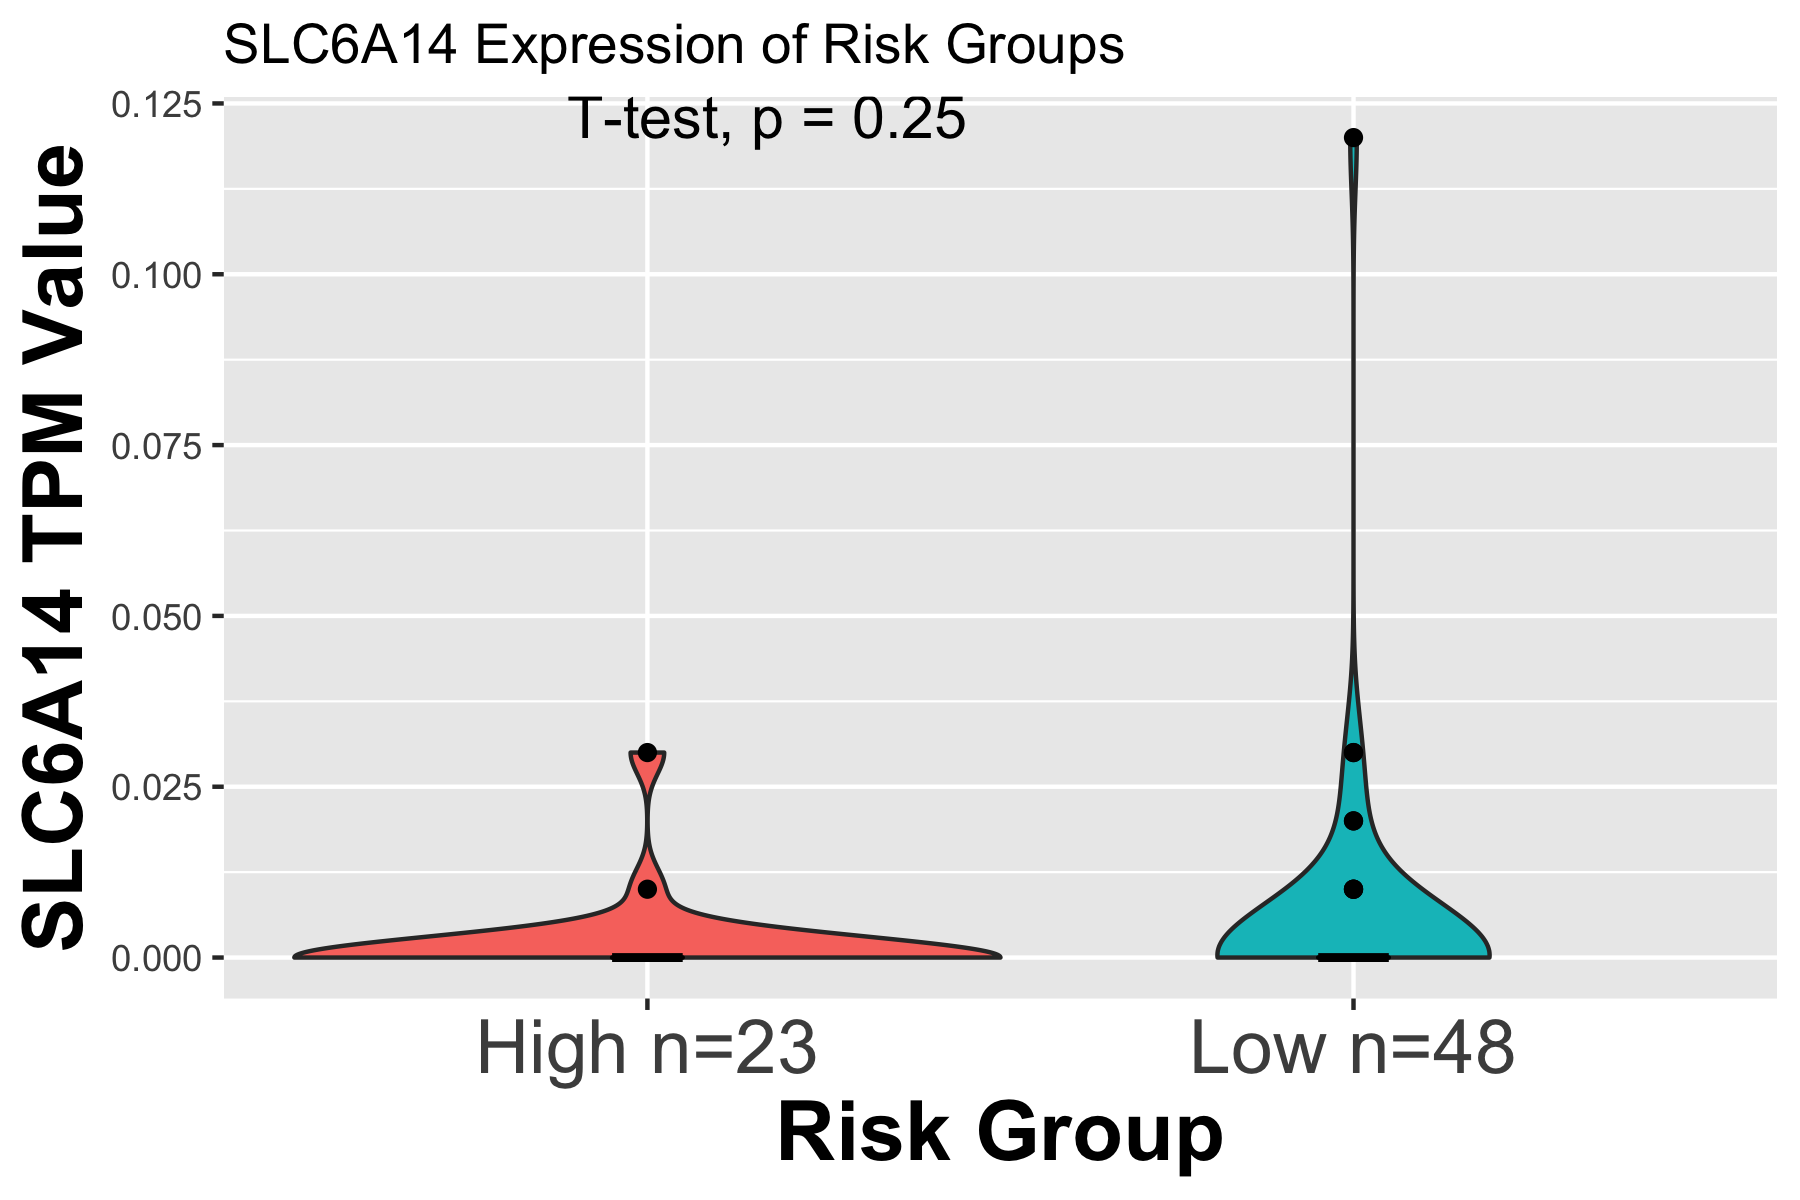 SLC6A14 Expression of Risk Groups
T-test, p = 0.25
SLC6A14 TPM Value
0.125
0.100
0.075
0.050
0.025
0.000
High n=23
Low n=48
Risk Group